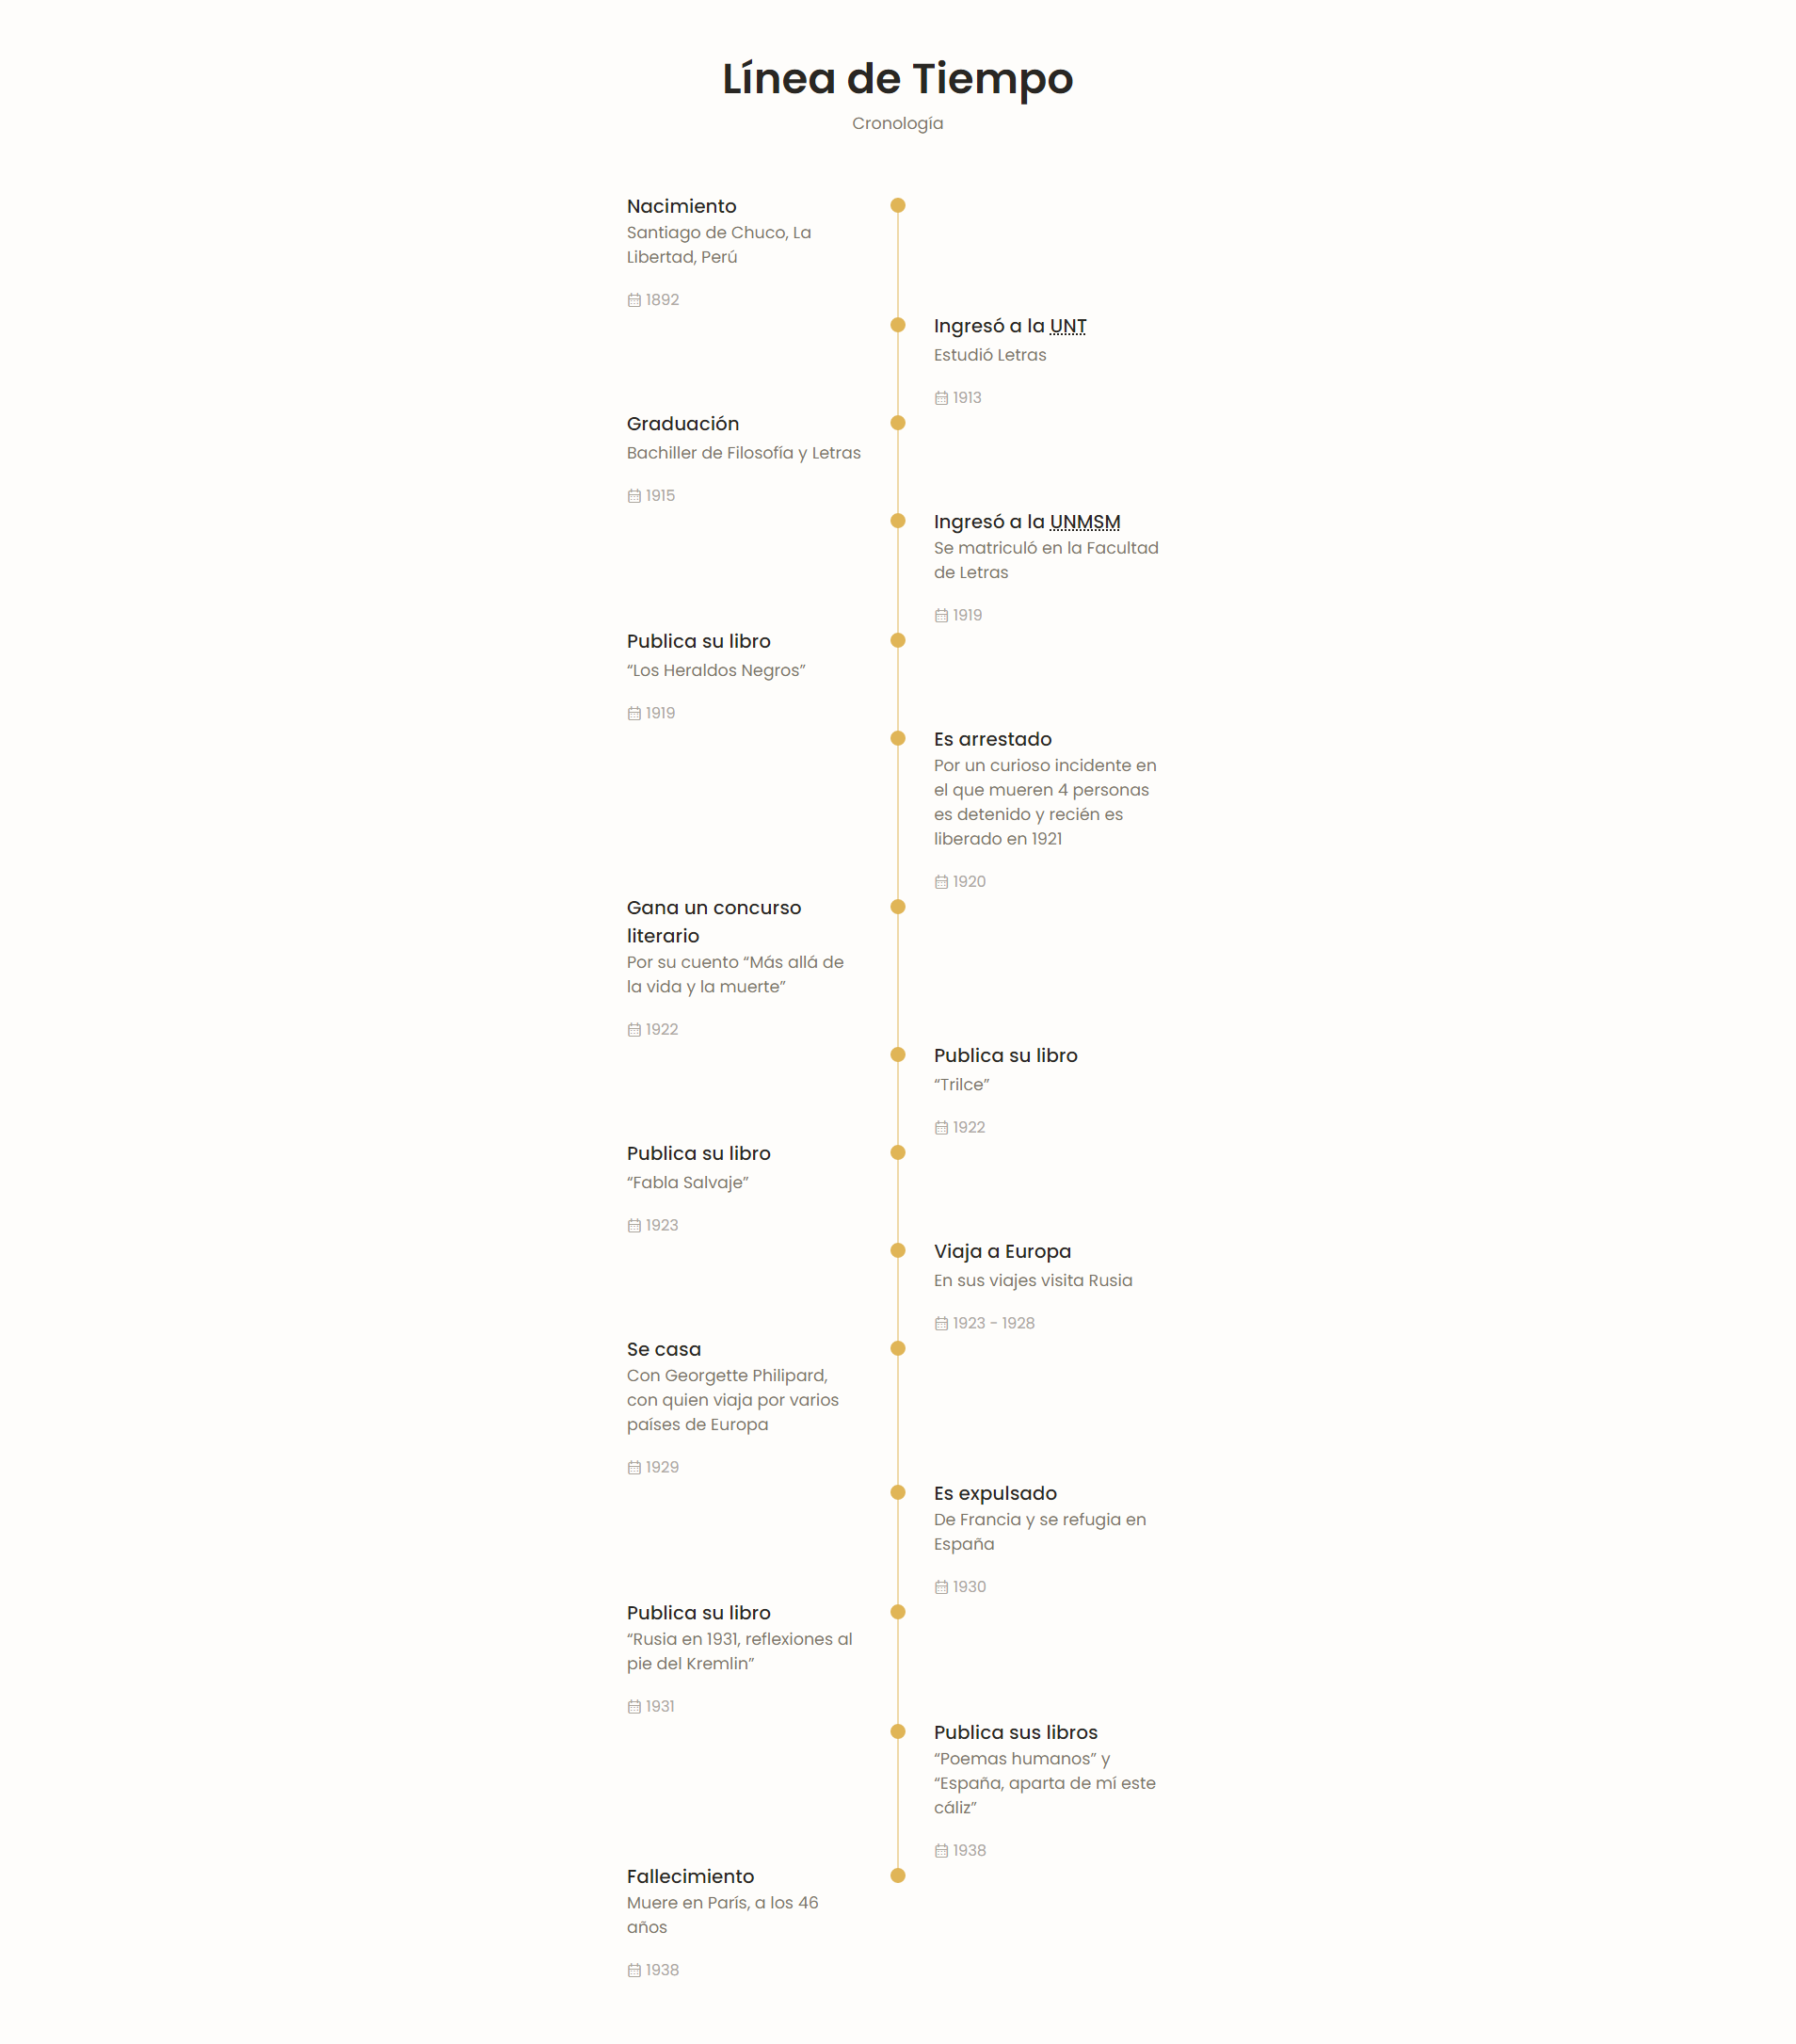 Línea de Tiempo
Cronología
Nacimiento
Santiago de Chuco, La
Libertad, Perú
1892
Ingresó a la UNT
Estudió Letras
1913
Graduación
Bachiller de Filosofía y Letras
1915
Ingresó a la UNMSM
Se matriculó en la Facultad
de Letras
1919
Publica su libro
“Los Heraldos Negros”
1919
Es arrestado
Por un curioso incidente en
el que mueren 4 personas
es detenido y recién es
liberado en 1921
1920
Gana un concurso
literario
Por su cuento “Más allá de
la vida y la muerte”
1922
Publica su libro
“Trilce”
1922
Publica su libro
“Fabla Salvaje”
1923
Viaja a Europa
En sus viajes visita Rusia
1923 - 1928
Se casa
Con Georgette Philipard,
con quien viaja por varios
países de Europa
1929
Es expulsado
De Francia y se refugia en
España
1930
Publica su libro
“Rusia en 1931, reflexiones al
pie del Kremlin”
1931
Publica sus libros
“Poemas humanos” y
“España, aparta de mí este
cáliz”
1938
Fallecimiento
Muere en París, a los 46
años
1938